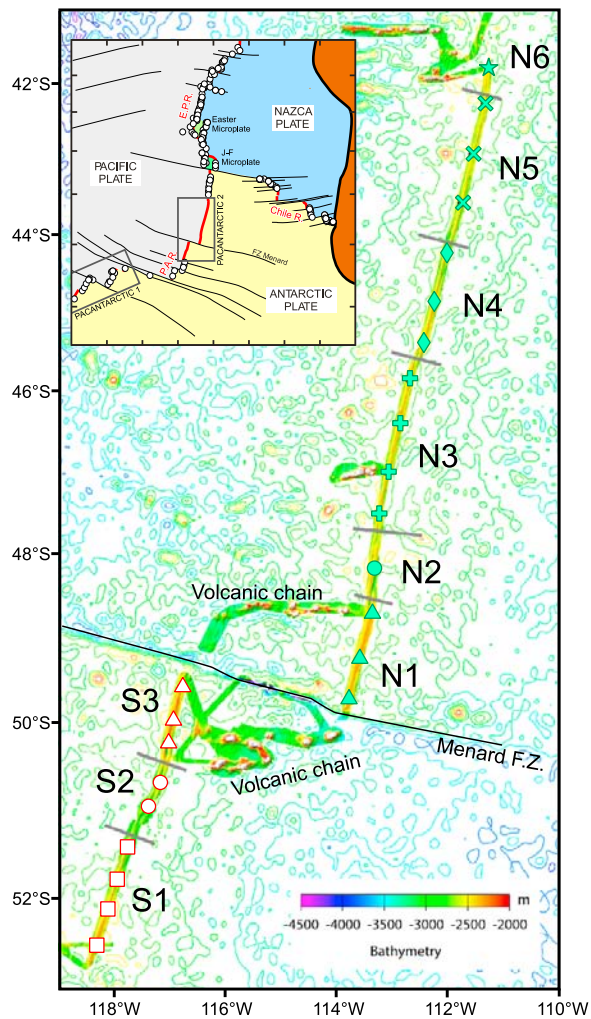 42°S
44°S
46°S
48°S
50°S
52°S
118°W
116°W
114°W
112°W
110°W
E.P.R.
Easter
Microplate
NAZCA
PLATE
J-F
Microplate
PACIFIC
PLATE
Chile R.
PACANTARCTIC 2
FZ Menard
P.A.R.
PACANTARCTIC 1
ANTARCTIC
PLATE
N6
N5
N4
N3
N2
Volcanic chain
N1
S3
Menard F.Z.
S2
Volcanic chain
S1
m
-4500 -4000 -3500 -3000 -2500 -2000
Bathymetry